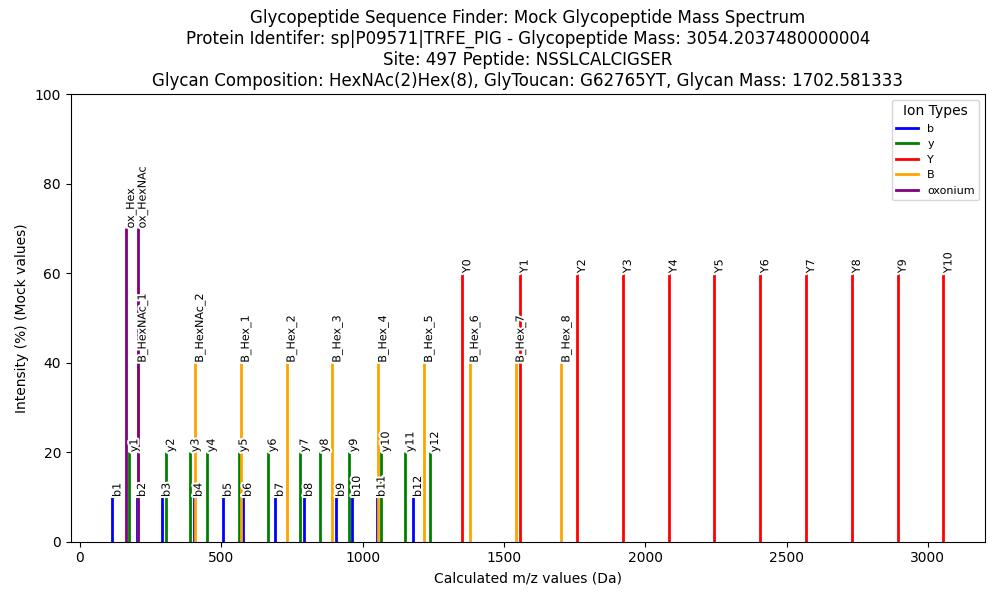 Glycopeptide Sequence Finder: Mock Glycopeptide Mass Spectrum
Protein Identifer: sp|P09571|TRFE_PIG - Glycopeptide Mass: 3054.2037480000004
Site: 497 Peptide: NSSLCALCIGSER
Glycan Composition: HexNAc(2)Hex(8), GlyToucan: G62765YT, Glycan Mass: 1702.581333
Intensity (%) (Mock values)
100
80
60
40
20
0
Ion Types
b
y
Y
B
oxonium
ox_Hex
ox_HexNAc
Y0
Y1
Y2
Y3
Y4
Y5
Y6
Y7
Y8
Y9
Y10
B_HexNAc_1
B_HexNAc_2
B_Hex_1
B_Hex_2
B_Hex_3
B_Hex_4
B_Hex_5
B_Hex_6
B_Hex_7
B_Hex_8
y1
y2
y3
y4
y5
y6
y7
y8
y9
y10
y11
y12
b1
b2
b3
b4
b5
b6
b7
b8
b9
b10
b11
b12
0
500
1000
1500
2000
2500
3000
Calculated m/z values (Da)